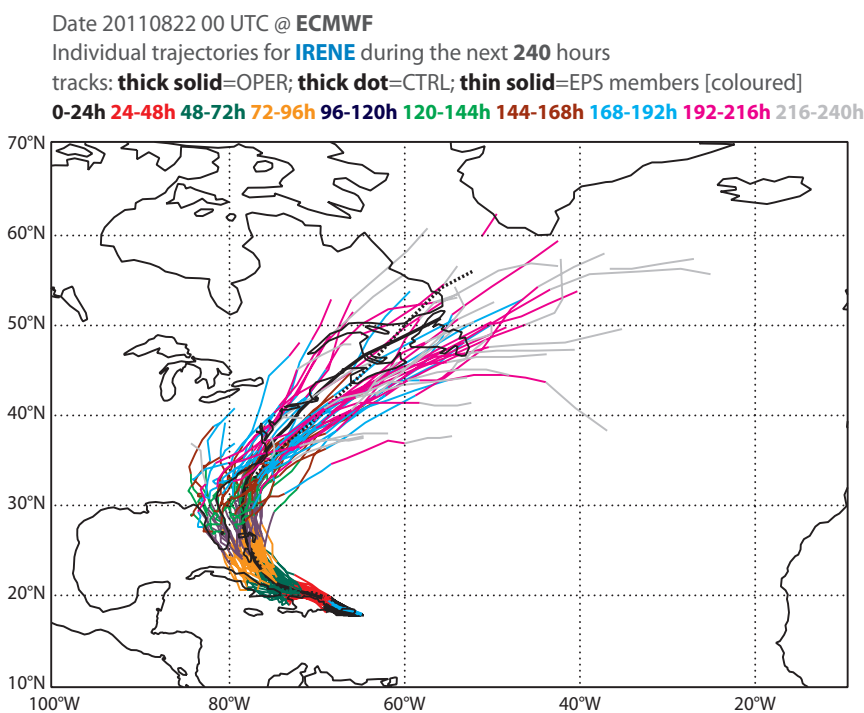 Date 20110822 00 UTC @ ECMWF
Individual trajectories for IRENE during the next 240 hours
tracks: thick solid=OPER; thick dot=CTRL; thin solid=EPS members [coloured]
0-24h 24-48h 48-72h 72-96h 96-120h 120-144h 144-168h 168-192h 192-216h 216-240h
70°N
60°N
50°N
40°N
30°N
20°N
10°N
100°W 80°W 60°W 40°W 20°W